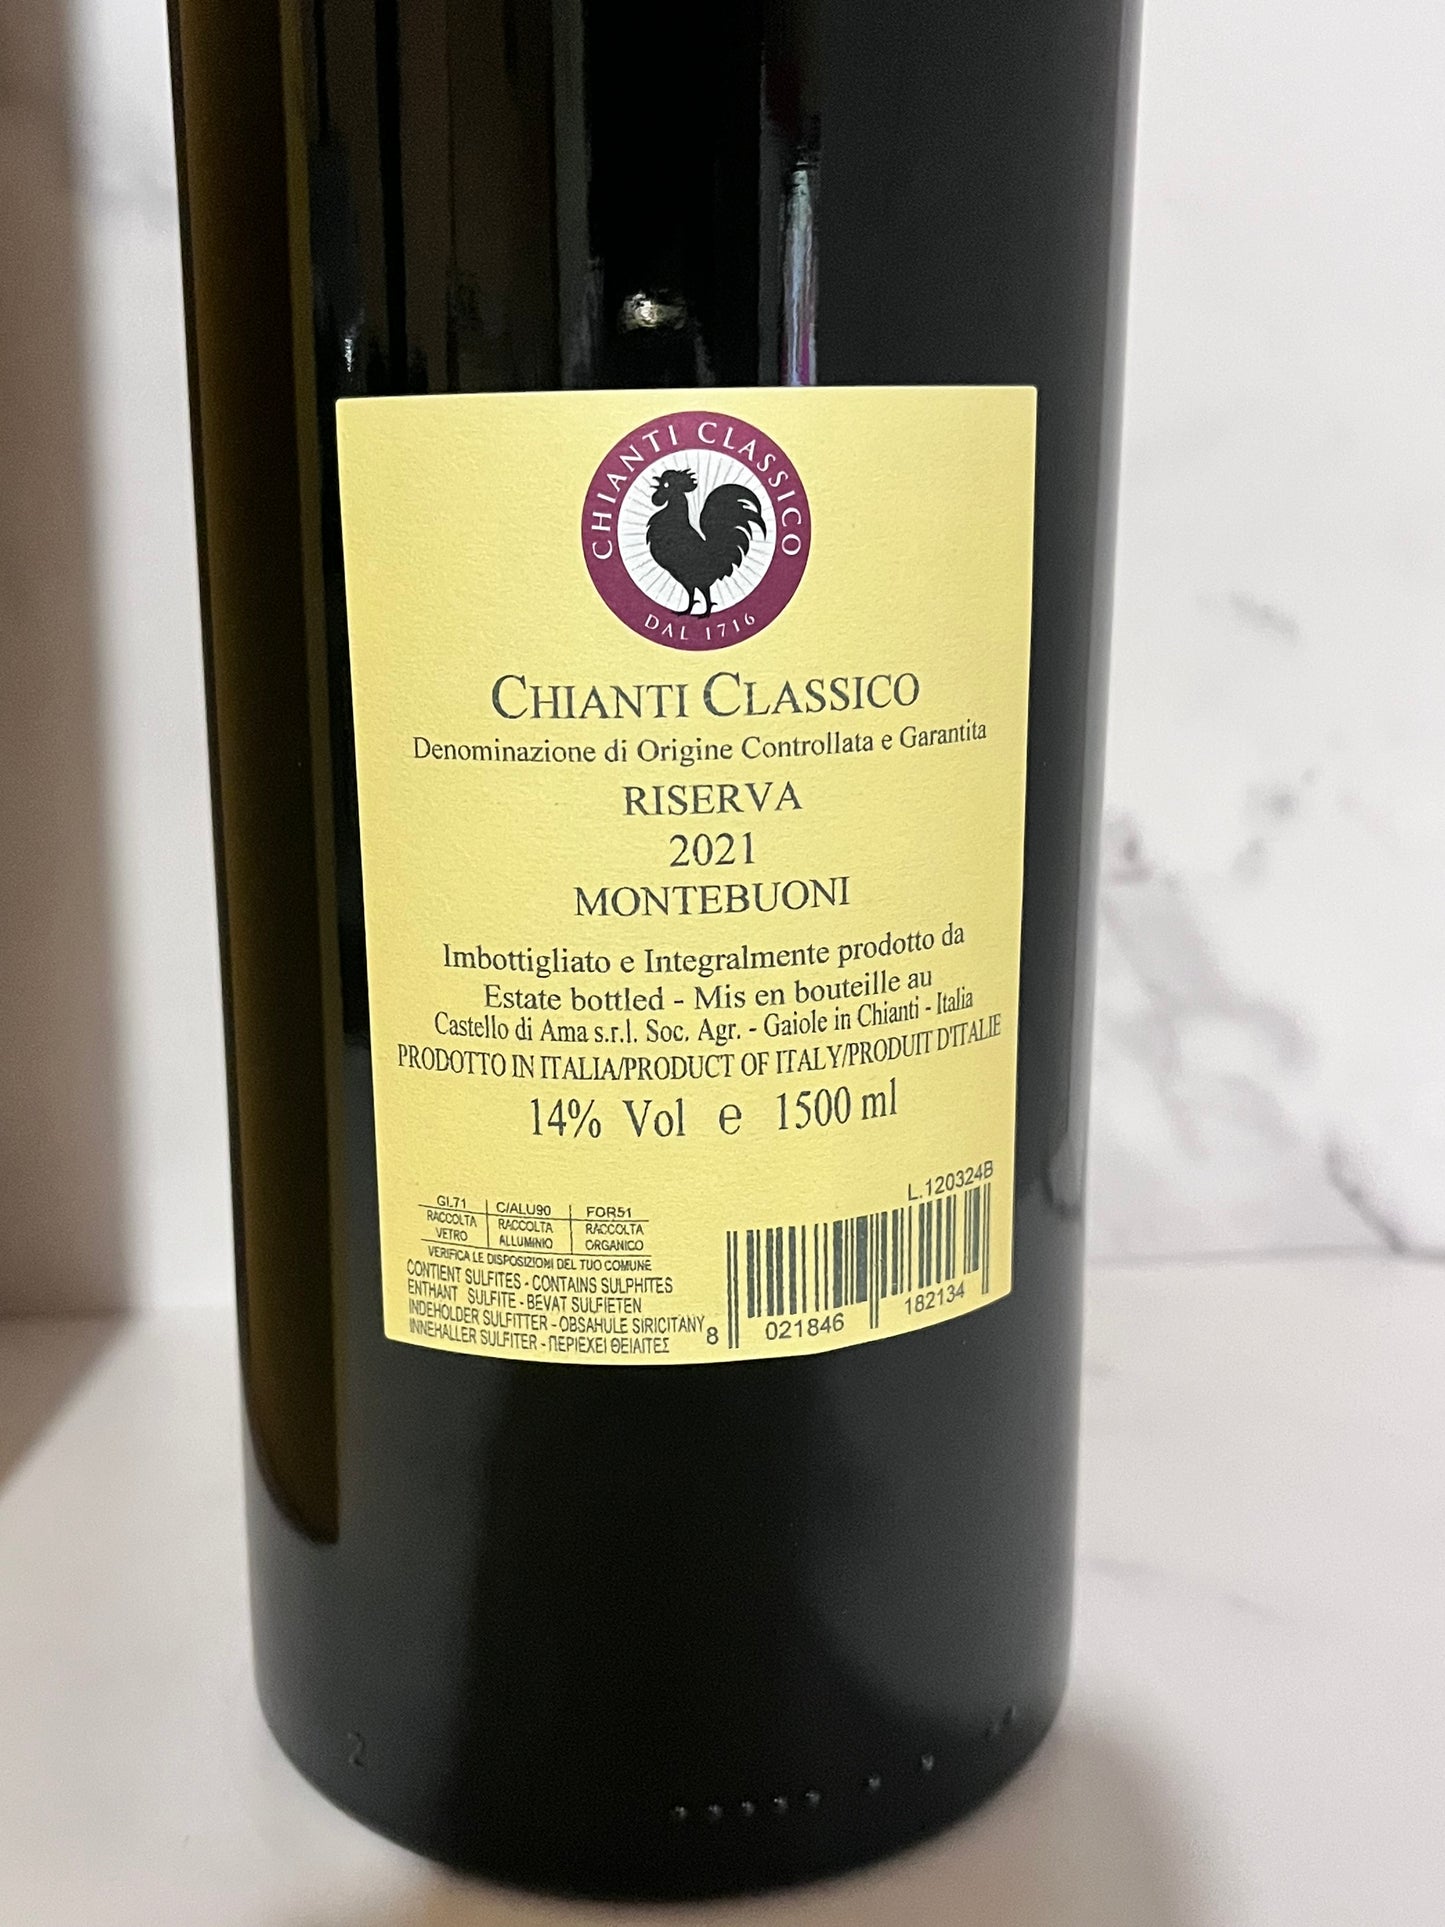 CHIANTI CLASSICO
DAL 1716
CHIANTI CLASSICO
Denominazione di Origine Controllata e Garantita
RISERVA
2021
MONTEBUONI
Imbottigliato e Integralmente prodotto da
Estate bottled - Mis en bouteille au
Castello di Ama s.r.l. Soc. Agr. - Gaiole in Chianti - Italia
PRODOTTO IN ITALIA/PRODUCT OF ITALY/PRODUIT D'ITALIE
14% Vol e 1500 ml
L.120324B
GL71 C/ALU90 FOR51
RACCOLTA RACCOLTA RACCOLTA
VETRO ALLUMINIO ORGANICO
VERIFICA LE DISPOSIZIONI DEL TUO COMUNE
CONTIENT SULFITES - CONTAINS SULPHITES
ENTHANT SULFITE - BEVAT SULFIETEN
INDEHOLDER SULFITTER - OBSAHULE SIRICITANY
INNEHALLER SULFITER - ΠEPIEXEI ΘEIAITEΣ
8 021846 182134
2